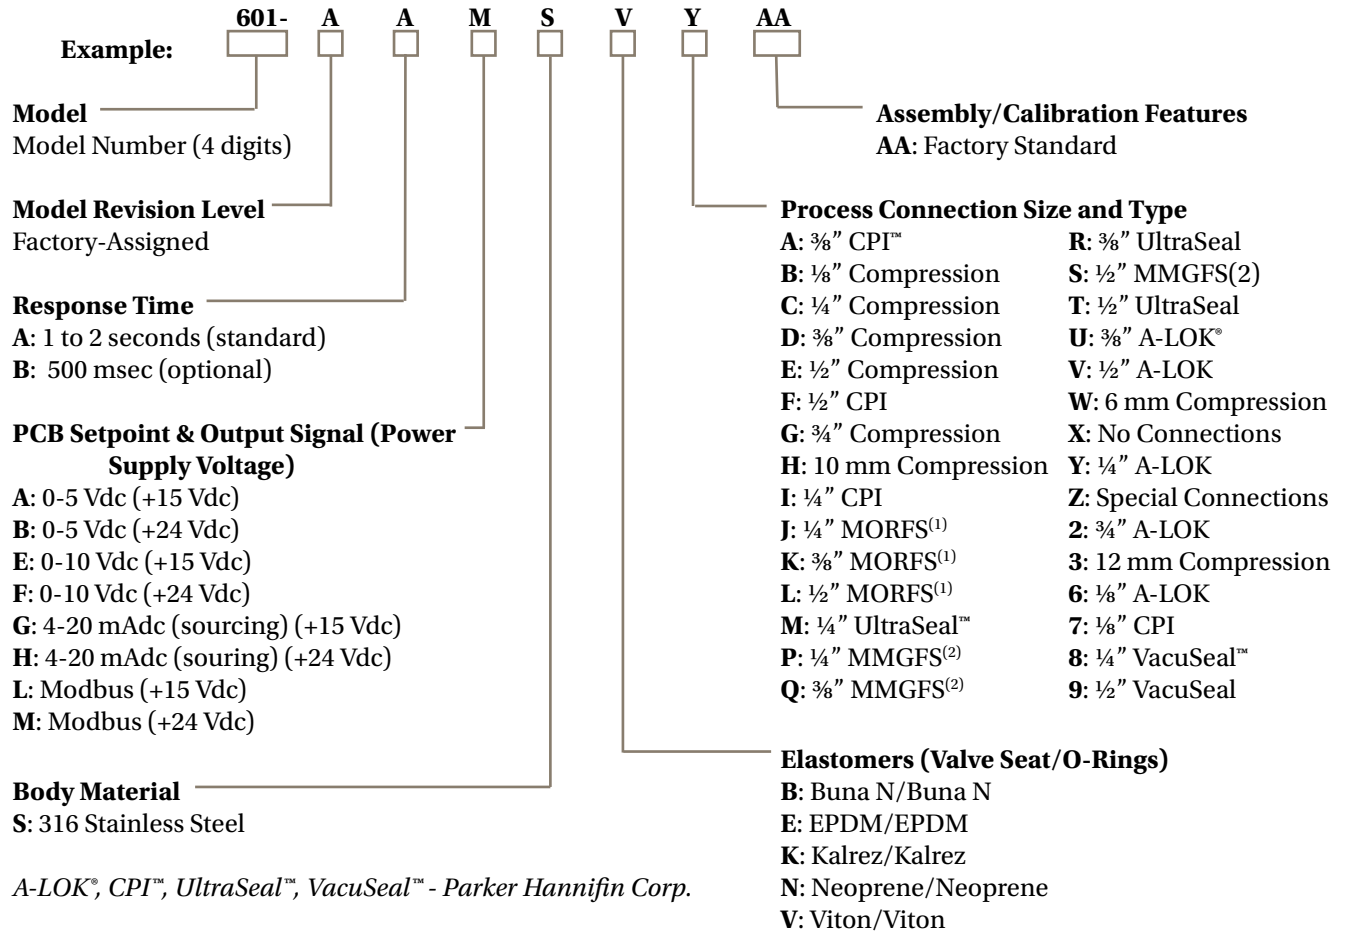 601- A A M S V Y AA
Example:
Model
Model Number (4 digits)
Model Revision Level
Factory-Assigned
Response Time
A: 1 to 2 seconds (standard)
B: 500 msec (optional)
PCB Setpoint & Output Signal (Power
Supply Voltage)
A: 0-5 Vdc (+15 Vdc)
B: 0-5 Vdc (+24 Vdc)
E: 0-10 Vdc (+15 Vdc)
F: 0-10 Vdc (+24 Vdc)
G: 4-20 mAdc (sourcing) (+15 Vdc)
H: 4-20 mAdc (souring) (+24 Vdc)
L: Modbus (+15 Vdc)
M: Modbus (+24 Vdc)
Body Material
S: 316 Stainless Steel
A-LOK®, CPI™, UltraSeal™, VacuSeal™ - Parker Hannifin Corp.
Assembly/Calibration Features
AA: Factory Standard
Process Connection Size and Type
A: ⅜” CPI™
B: ⅛” Compression
C: ¼” Compression
D: ⅜” Compression
E: ½” Compression
F: ½” CPI
G: ¾” Compression
H: 10 mm Compression
I: ¼” CPI
J: ¼” MORFS(1)
K: ⅜” MORFS(1)
L: ½” MORFS(1)
M: ¼” UltraSeal™
P: ¼” MMGFS(2)
Q: ⅜” MMGFS(2)
R: ⅜” UltraSeal
S: ½” MMGFS(2)
T: ½” UltraSeal
U: ⅜” A-LOK®
V: ½” A-LOK
W: 6 mm Compression
X: No Connections
Y: ¼” A-LOK
Z: Special Connections
2: ¾” A-LOK
3: 12 mm Compression
6: ⅛” A-LOK
7: ⅛” CPI
8: ¼” VacuSeal™
9: ½” VacuSeal
Elastomers (Valve Seat/O-Rings)
B: Buna N/Buna N
E: EPDM/EPDM
K: Kalrez/Kalrez
N: Neoprene/Neoprene
V: Viton/Viton